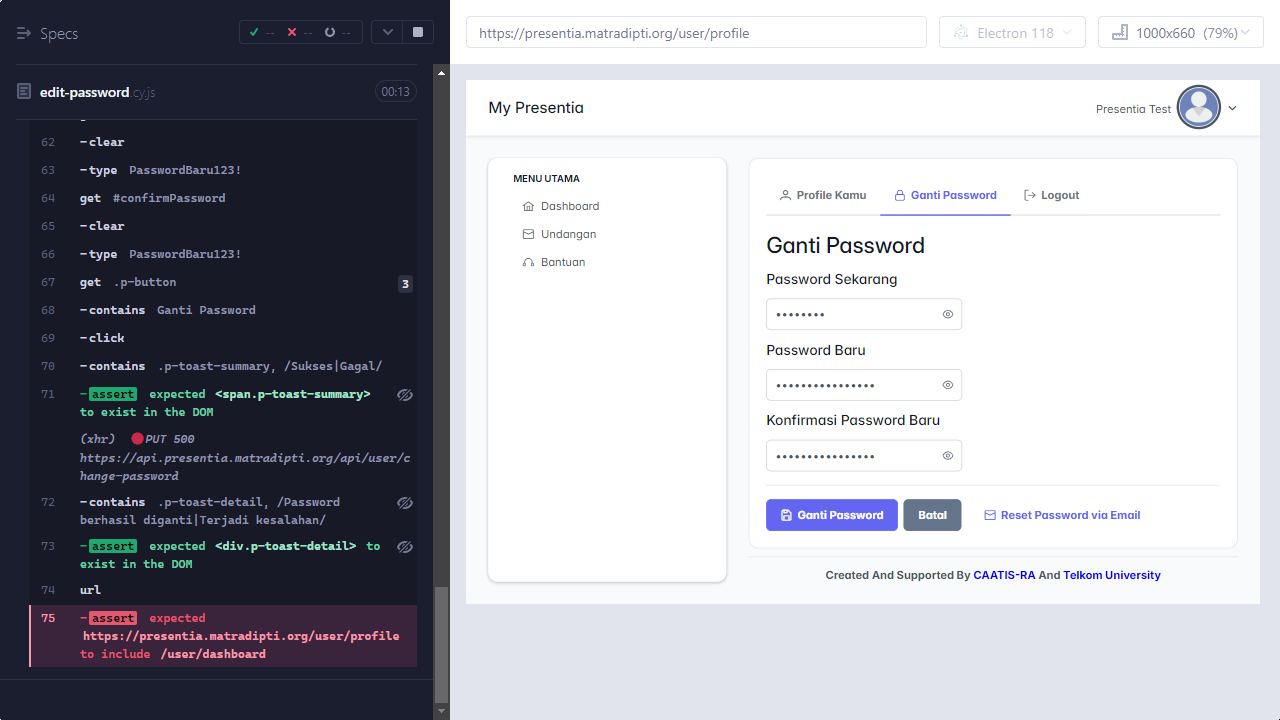 Specs
-- -- --
edit-password.cy.js
00:13
62 -clear
63 -type PasswordBaru123!
64 get #confirmPassword
65 -clear
66 -type PasswordBaru123!
67 get .p-button 3
68 -contains Ganti Password
69 -click
70 -contains .p-toast-summary, /Sukses|Gagal/
71 -assert expected <span.p-toast-summary>
to exist in the DOM
(xhr) PUT 500
https://api.presentia.matradipti.org/api/user/c
hange-password
72 -contains .p-toast-detail, /Password
berhasil diganti|Terjadi kesalahan/
73 -assert expected <div.p-toast-detail> to
exist in the DOM
74 url
75 -assert expected
https://presentia.matradipti.org/user/profile
to include /user/dashboard
https://presentia.matradipti.org/user/profile
Electron 118
1000x660 (79%)
My Presentia
Presentia Test
MENU UTAMA
Dashboard
Undangan
Bantuan
Profile Kamu
Ganti Password
Logout
Ganti Password
Password Sekarang
••••••••
Password Baru
••••••••••••••••
Konfirmasi Password Baru
••••••••••••••••
Ganti Password
Batal
Reset Password via Email
Created And Supported By CAATIS-RA And Telkom University